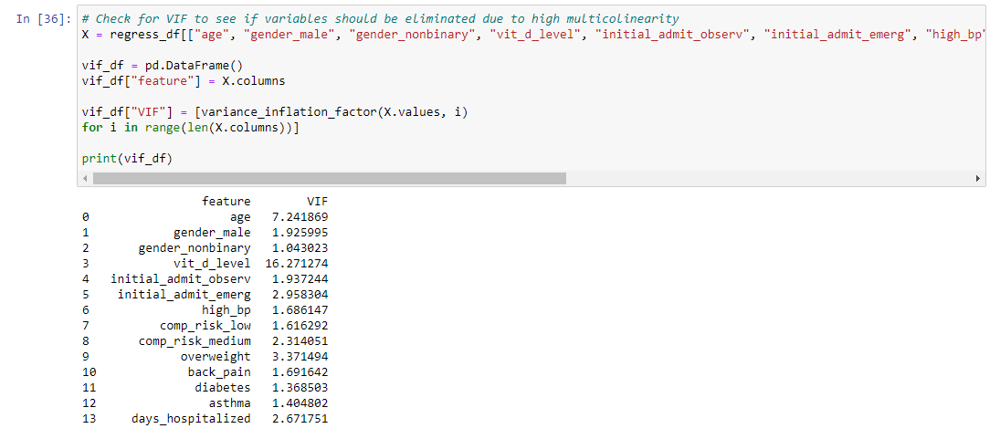 In [36]: # Check for VIF to see if variables should be eliminated due to high multicolinearity
X = regress_df[["age", "gender_male", "gender_nonbinary", "vit_d_level", "initial_admit_observ", "initial_admit_emerg", "high_bp"
vif_df = pd.DataFrame()
vif_df["feature"] = X.columns
vif_df["VIF"] = [variance_inflation_factor(X.values, i)
for i in range(len(X.columns))]
print(vif_df)
feature VIF
0 age 7.241869
1 gender_male 1.925995
2 gender_nonbinary 1.043023
3 vit_d_level 16.271274
4 initial_admit_observ 1.937244
5 initial_admit_emerg 2.958304
6 high_bp 1.686147
7 comp_risk_low 1.616292
8 comp_risk_medium 2.314051
9 overweight 3.371494
10 back_pain 1.691642
11 diabetes 1.368503
12 asthma 1.404802
13 days_hospitalized 2.671751